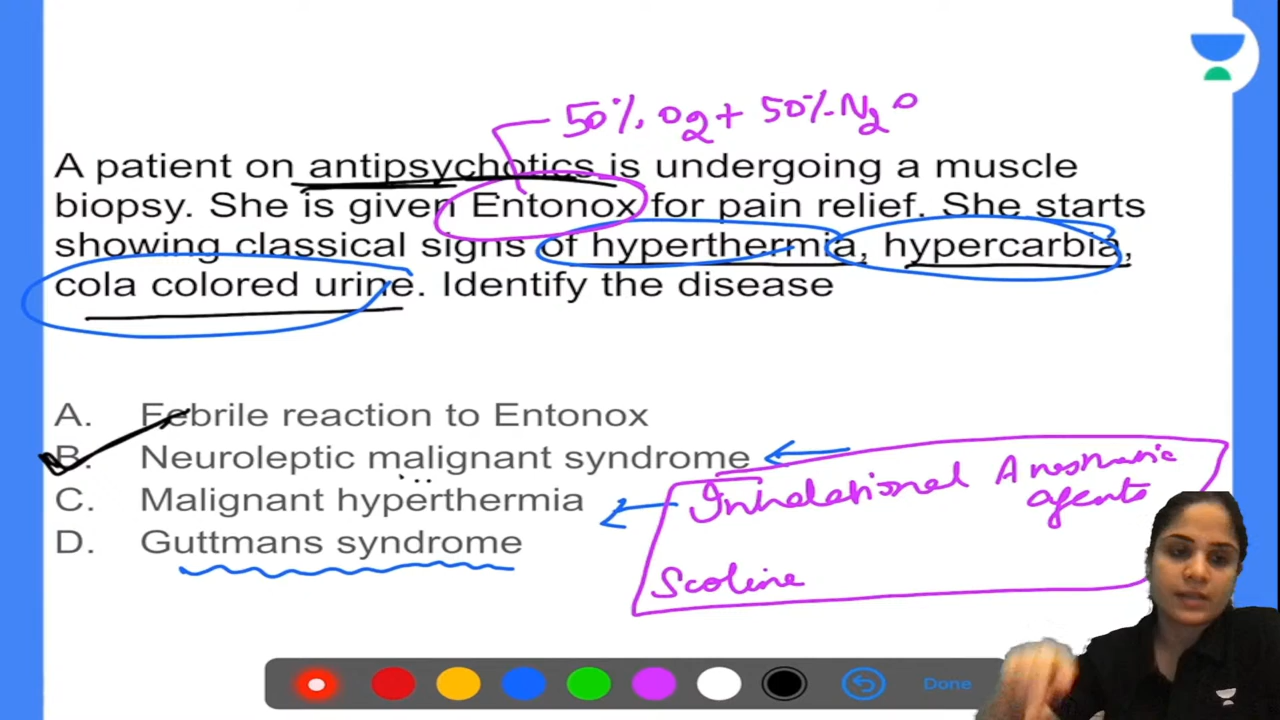 50% O2 + 50% N2O
A patient on antipsychotics is undergoing a muscle
biopsy. She is given Entonox for pain relief. She starts
showing classical signs of hyperthermia, hypercarbia,
cola colored urine. Identify the disease
A. Febrile reaction to Entonox
B. Neuroleptic malignant syndrome
C. Malignant hyperthermia
D. Guttmans syndrome
Inhalational Anesthetic
agents
Scoline
Done